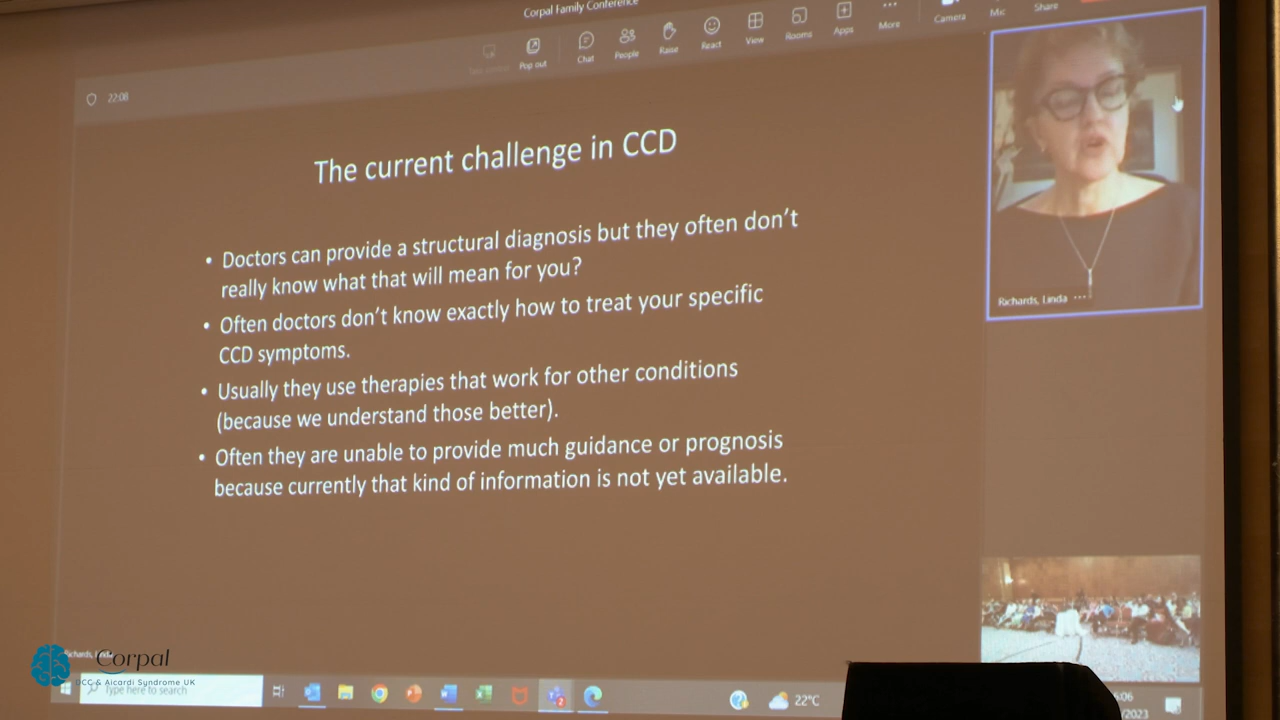 Corpal Family Conference
Pop out
Chat
People
Raise
React
View
Rooms
Apps
More
Camera
Mic
Share
22:08
The current challenge in CCD
• Doctors can provide a structural diagnosis but they often don't
really know what that will mean for you?
• Often doctors don't know exactly how to treat your specific
CCD symptoms.
• Usually they use therapies that work for other conditions
(because we understand those better).
• Often they are unable to provide much guidance or prognosis
because currently that kind of information is not yet available.
Richards, Linda
Corpal
DCC & Aicardi Syndrome UK
Type here to search
22°C